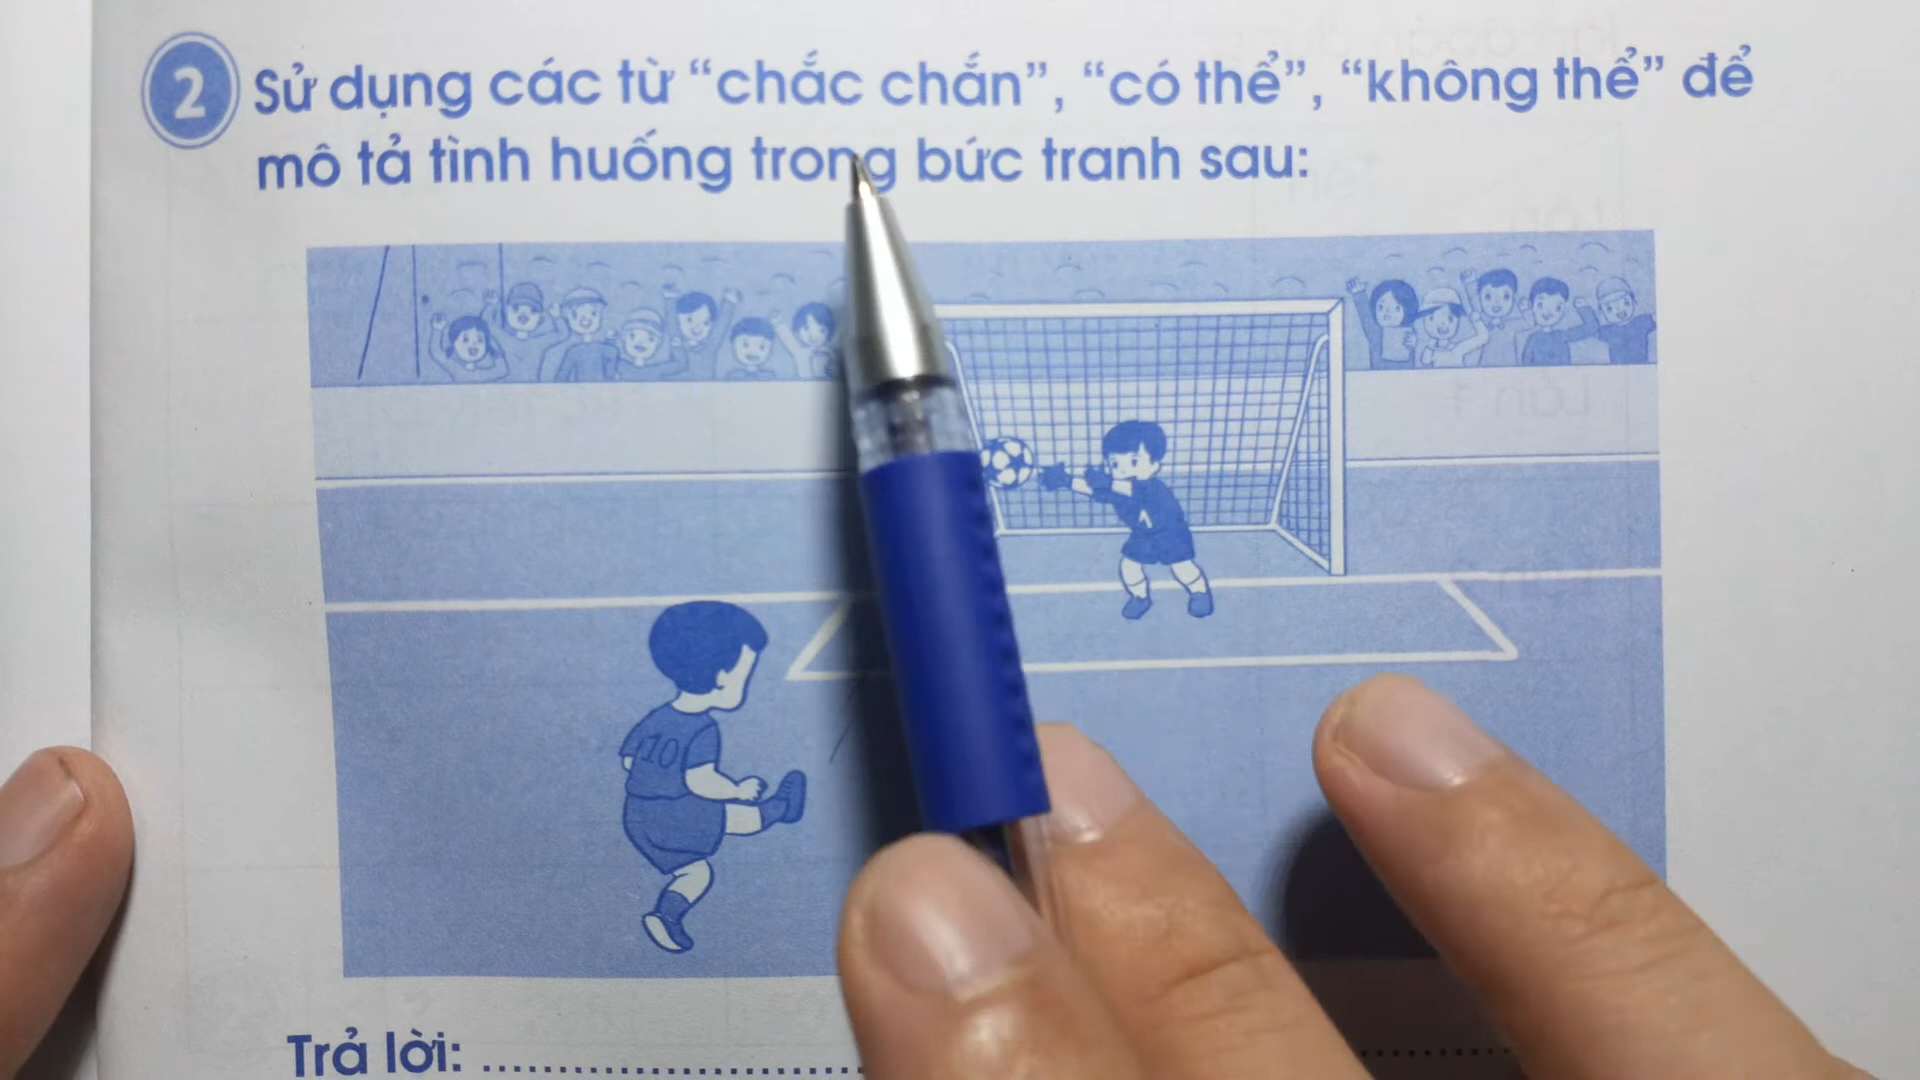 2 Sử dụng các từ “chắc chắn”, “có thể”, “không thể” để
mô tả tình huống trong bức tranh sau:
1
10
Trả lời: ........................